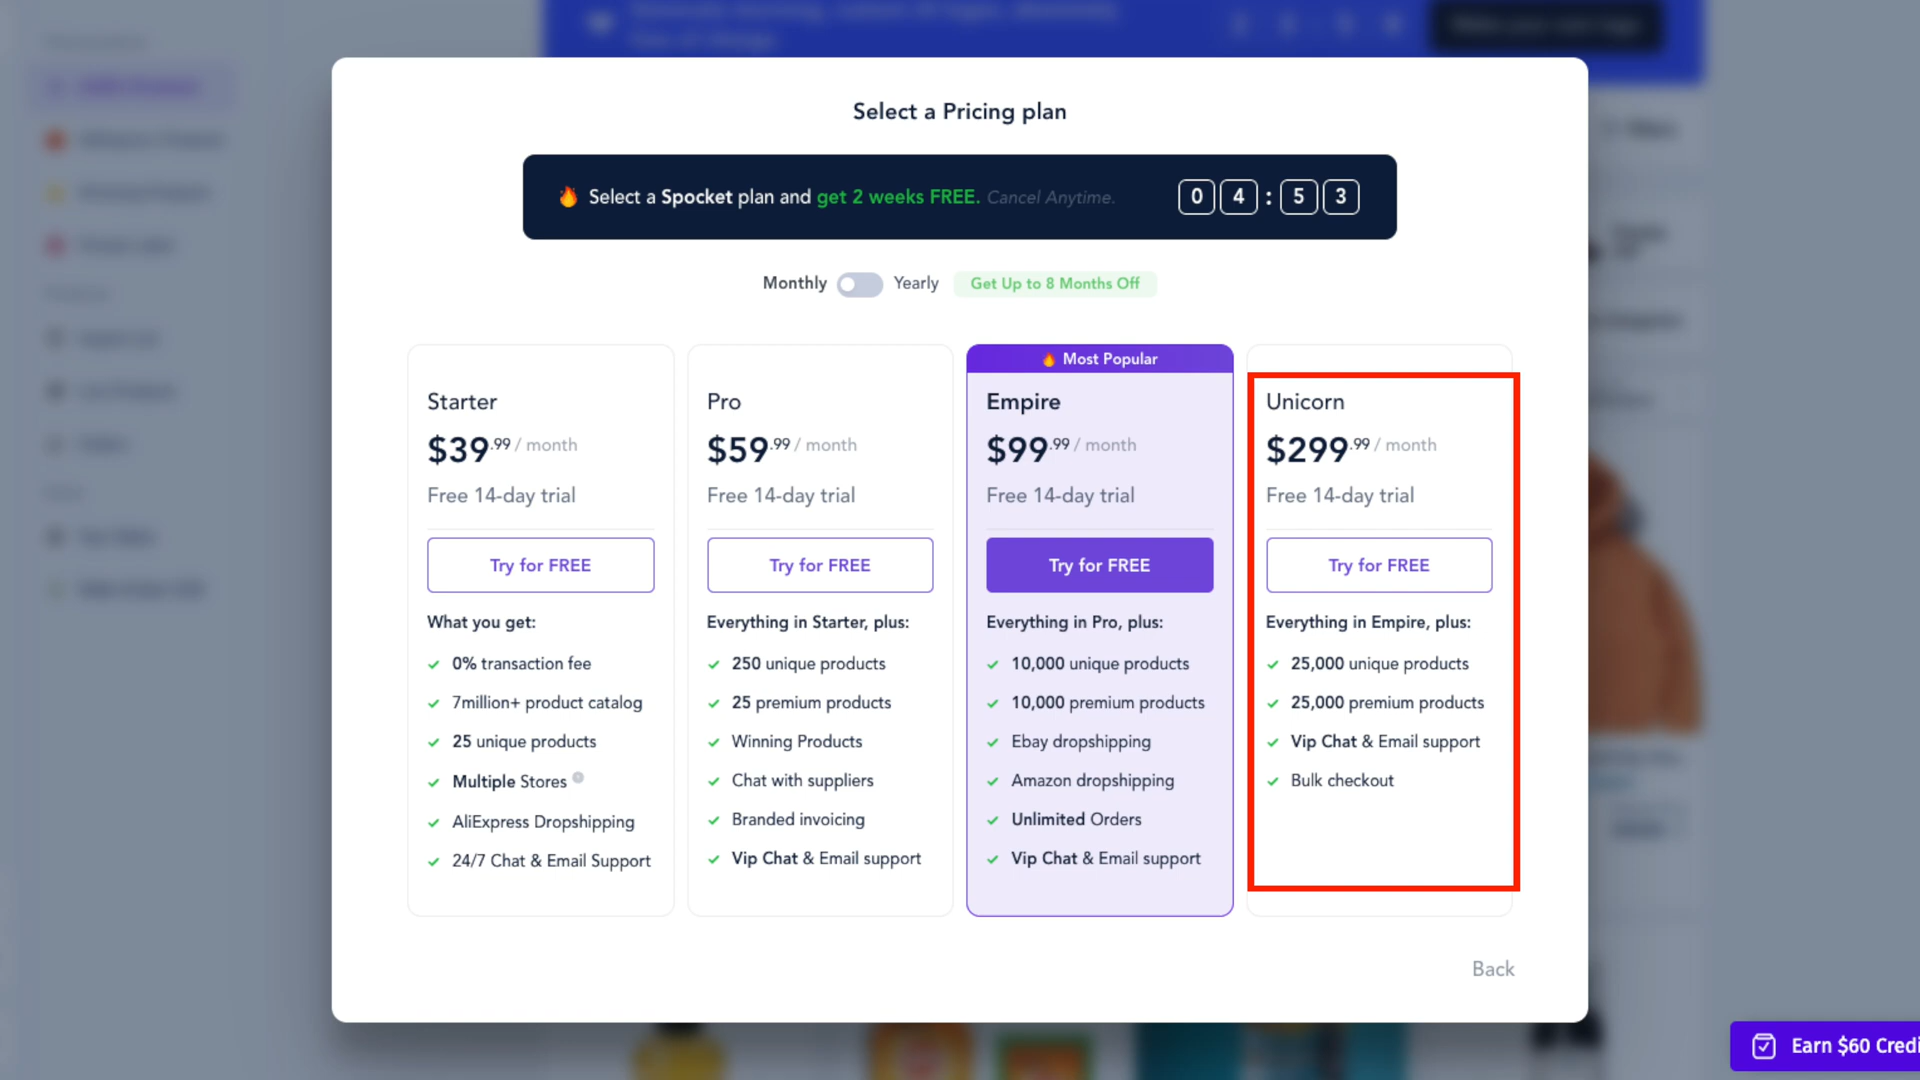 Select a Pricing plan
🔥 Select a Spocket plan and get 2 weeks FREE. Cancel Anytime. 0 4 : 5 3
Monthly Yearly Get Up to 8 Months Off
Starter
$39.99 / month
Free 14-day trial
Try for FREE
What you get:
0% transaction fee
7million+ product catalog
25 unique products
Multiple Stores
AliExpress Dropshipping
24/7 Chat & Email Support
Pro
$59.99 / month
Free 14-day trial
Try for FREE
Everything in Starter, plus:
250 unique products
25 premium products
Winning Products
Chat with suppliers
Branded invoicing
Vip Chat & Email support
🔥 Most Popular
Empire
$99.99 / month
Free 14-day trial
Try for FREE
Everything in Pro, plus:
10,000 unique products
10,000 premium products
Ebay dropshipping
Amazon dropshipping
Unlimited Orders
Vip Chat & Email support
Unicorn
$299.99 / month
Free 14-day trial
Try for FREE
Everything in Empire, plus:
25,000 unique products
25,000 premium products
Vip Chat & Email support
Bulk checkout
Back
Earn $60 Credi